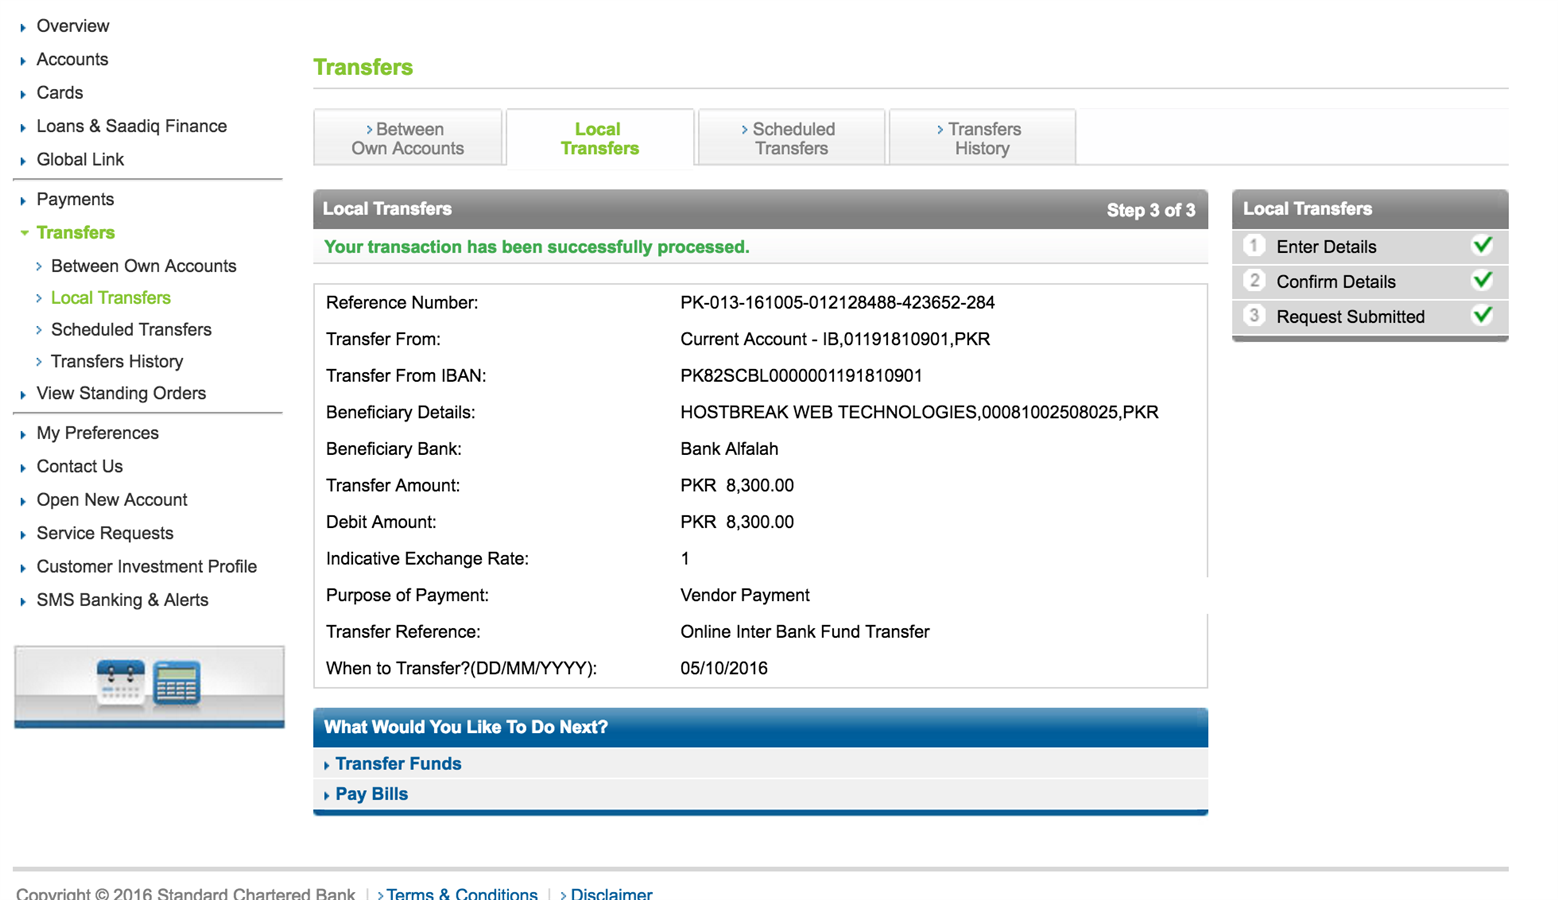 Overview
Accounts
Cards
Loans & Saadiq Finance
Global Link
Payments
Transfers
Between Own Accounts
Local Transfers
Scheduled Transfers
Transfers History
View Standing Orders
My Preferences
Contact Us
Open New Account
Service Requests
Customer Investment Profile
SMS Banking & Alerts
Transfers
Between
Own Accounts
Local
Transfers
Scheduled
Transfers
Transfers
History
Local Transfers Step 3 of 3
Your transaction has been successfully processed.
Reference Number: PK-013-161005-012128488-423652-284
Transfer From: Current Account - IB,01191810901,PKR
Transfer From IBAN: PK82SCBL0000001191810901
Beneficiary Details: HOSTBREAK WEB TECHNOLOGIES,00081002508025,PKR
Beneficiary Bank: Bank Alfalah
Transfer Amount: PKR 8,300.00
Debit Amount: PKR 8,300.00
Indicative Exchange Rate: 1
Purpose of Payment: Vendor Payment
Transfer Reference: Online Inter Bank Fund Transfer
When to Transfer?(DD/MM/YYYY): 05/10/2016
What Would You Like To Do Next?
Transfer Funds
Pay Bills
Local Transfers
1 Enter Details
2 Confirm Details
3 Request Submitted
Copyright © 2016 Standard Chartered Bank | Terms & Conditions | Disclaimer